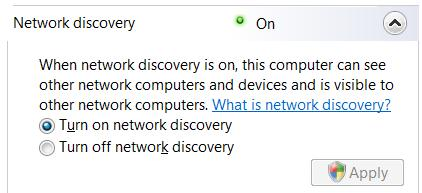 Network discovery On
When network discovery is on, this computer can see
other network computers and devices and is visible to
other network computers. What is network discovery?
Turn on network discovery
Turn off network discovery
Apply